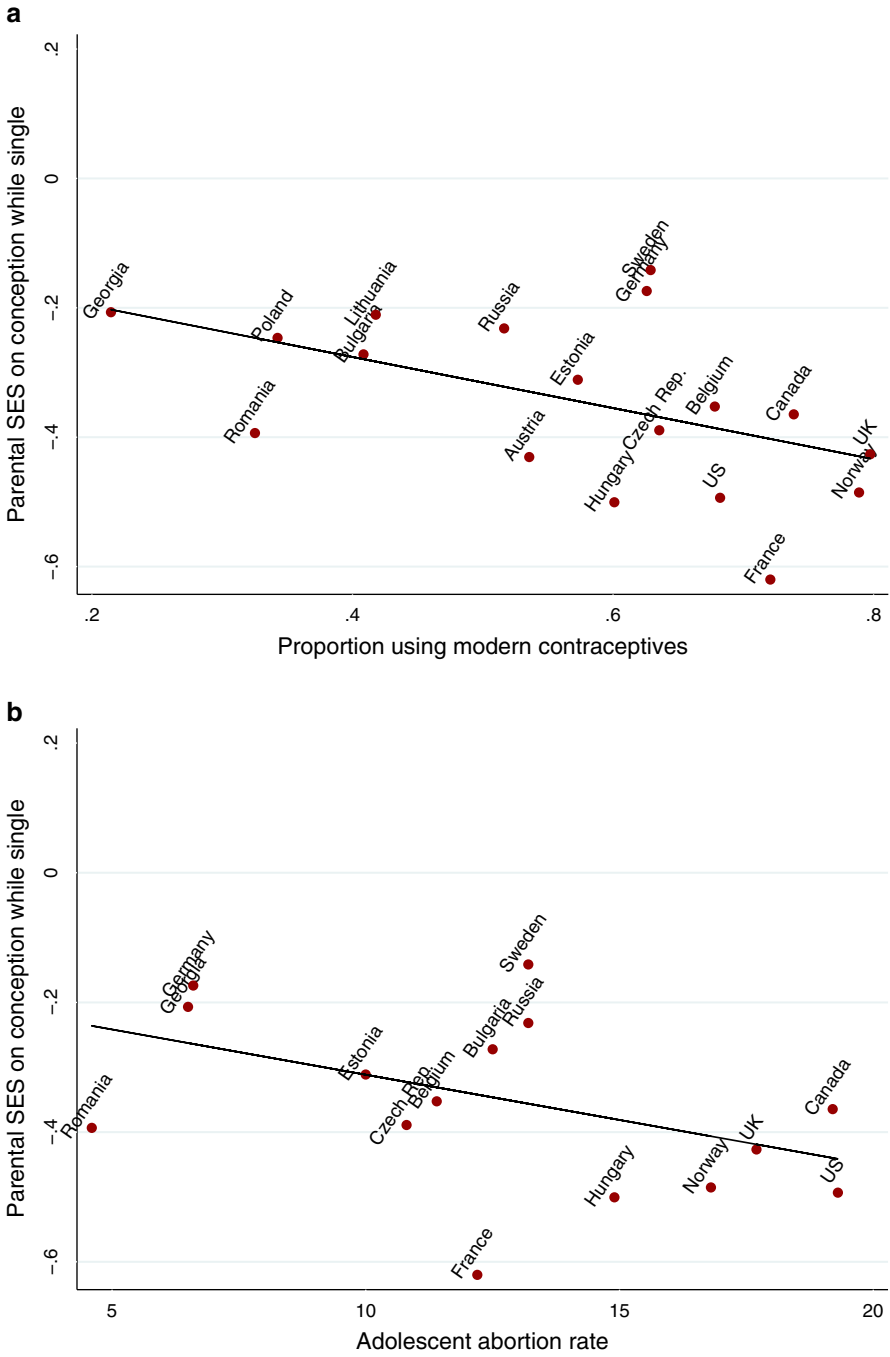 a
Parental SES on conception while single
.2
0
−.2
−.4
−.6
Georgia
Romania
Poland
Bulgaria
Lithuania
Russia
Austria
Estonia
Hungary
Sweden
Germany
Czech Rep.
Belgium
US
France
Canada
Norway
UK
.2
.4
.6
.8
Proportion using modern contraceptives
b
Parental SES on conception while single
.2
0
−.2
−.4
−.6
Romania
Germany
Georgia
Estonia
Czech Rep.
Belgium
France
Bulgaria
Sweden
Russia
Hungary
Norway
UK
Canada
US
5
10
15
20
Adolescent abortion rate